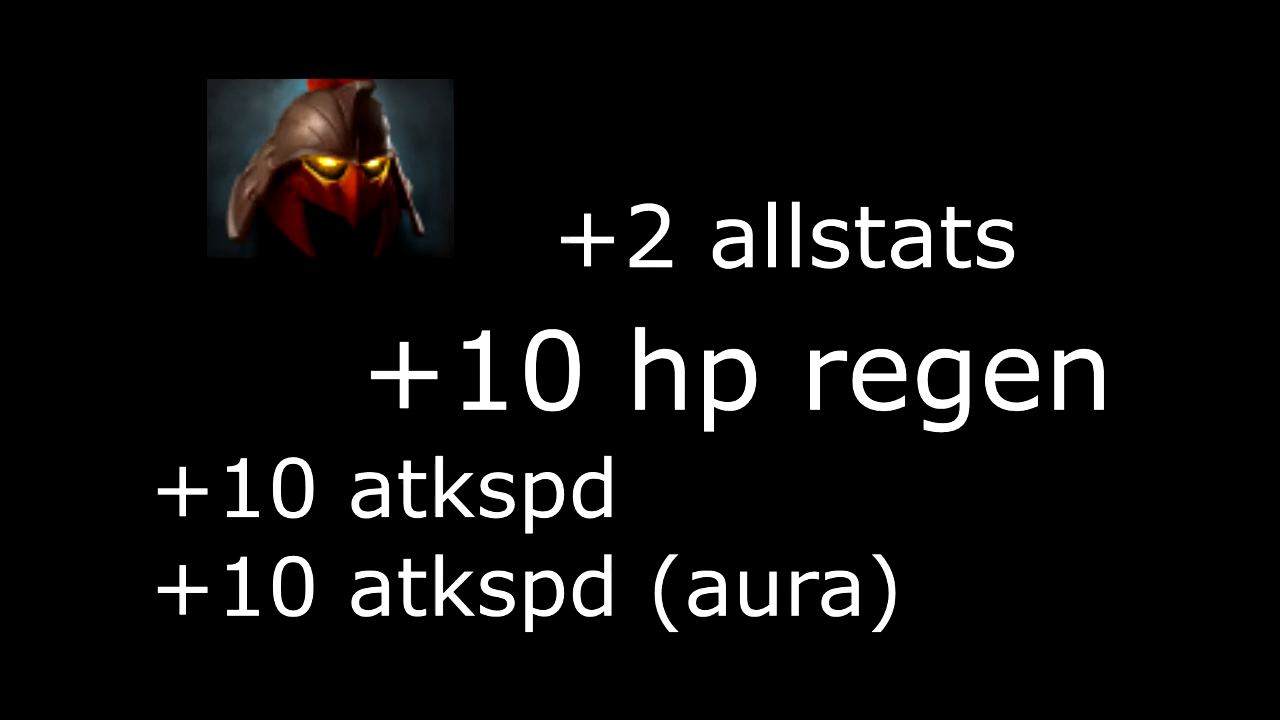 +2 allstats
+10 hp regen
+10 atkspd
+10 atkspd (aura)